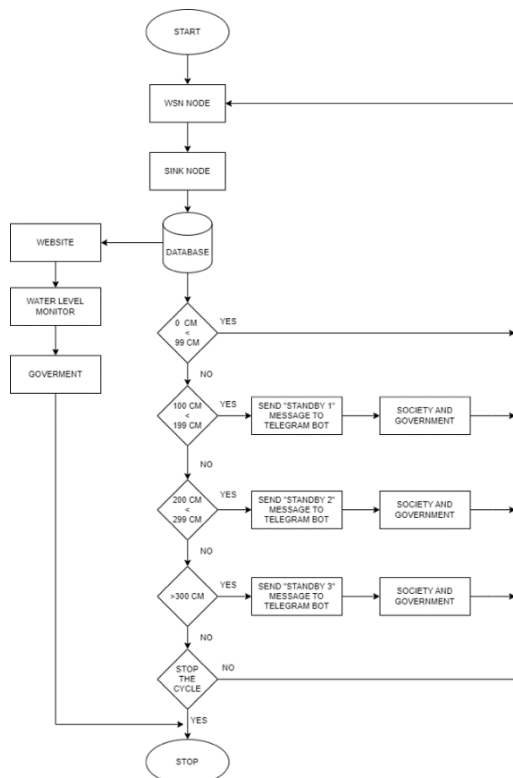 START
WSN NODE
SINK NODE
DATABASE
WEBSITE
WATER LEVEL
MONITOR
GOVERMENT
0 CM
<
99 CM
YES
NO
100 CM
<
199 CM
YES
SEND "STANDBY 1"
MESSAGE TO
TELEGRAM BOT
SOCIETY AND
GOVERNMENT
NO
200 CM
<
299 CM
YES
SEND "STANDBY 2"
MESSAGE TO
TELEGRAM BOT
SOCIETY AND
GOVERNMENT
NO
>300 CM
YES
SEND "STANDBY 3"
MESSAGE TO
TELEGRAM BOT
SOCIETY AND
GOVERNMENT
NO
STOP
THE
CYCLE
NO
YES
STOP